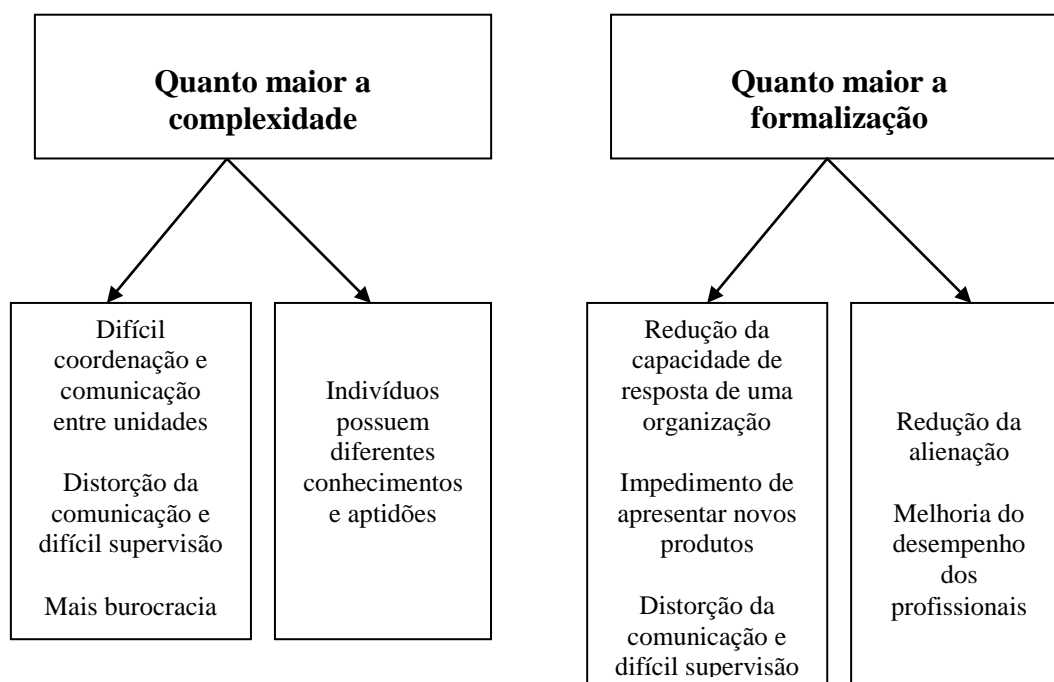 Quanto maior a
complexidade
Quanto maior a
formalização
Difícil
coordenação e
comunicação
entre unidades
Distorção da
comunicação e
difícil supervisão
Mais burocracia
Indivíduos
possuem
diferentes
conhecimentos
e aptidões
Redução da
capacidade de
resposta de uma
organização
Impedimento de
apresentar novos
produtos
Distorção da
comunicação e
difícil supervisão
Redução da
alienação
Melhoria do
desempenho
dos
profissionais